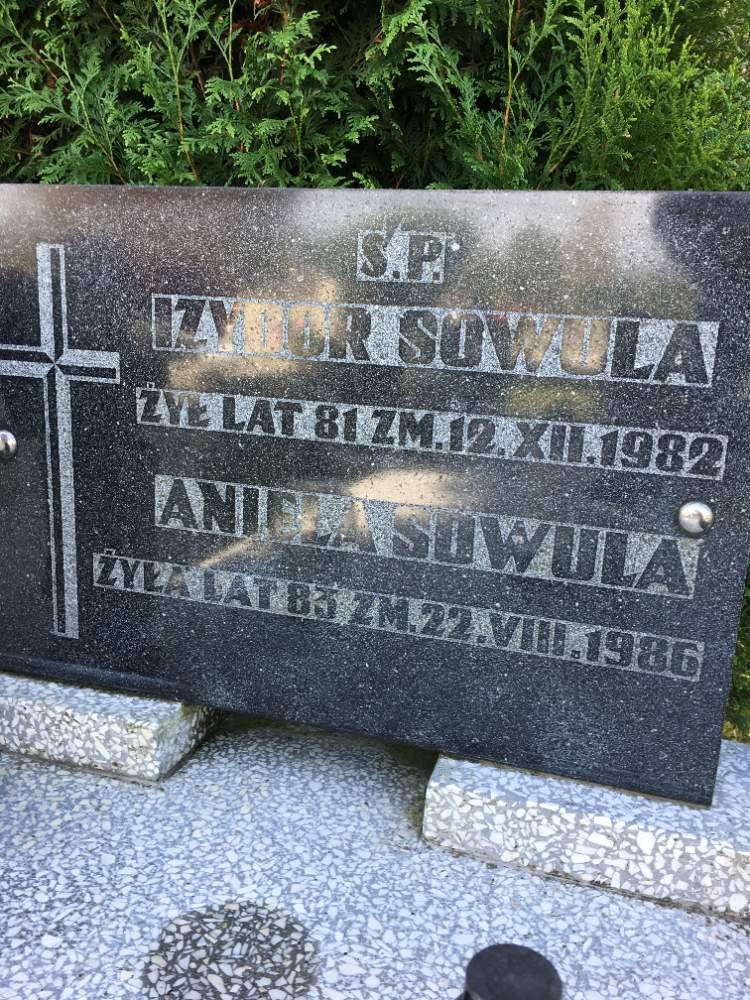 Ś.P.
IZYDOR SOWULA
ŻYŁ LAT 81 ZM.12.XII.1982
ANIELA SOWULA
ŻYŁA LAT 83 ZM.22.VIII.1986